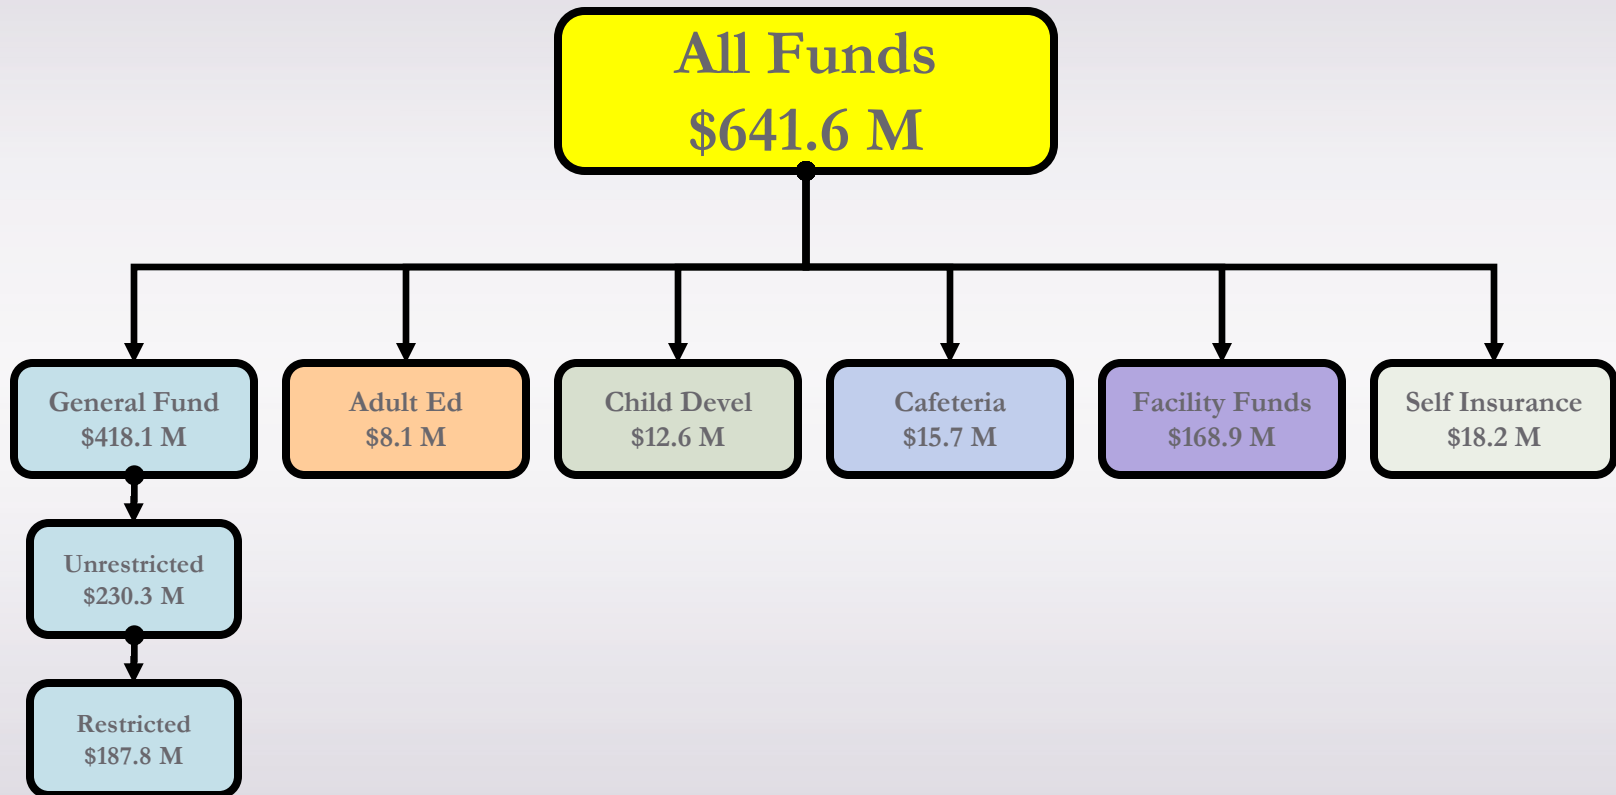 All Funds
$641.6 M
General Fund
$418.1 M
Adult Ed
$8.1 M
Child Devel
$12.6 M
Cafeteria
$15.7 M
Facility Funds
$168.9 M
Self Insurance
$18.2 M
Unrestricted
$230.3 M
Restricted
$187.8 M